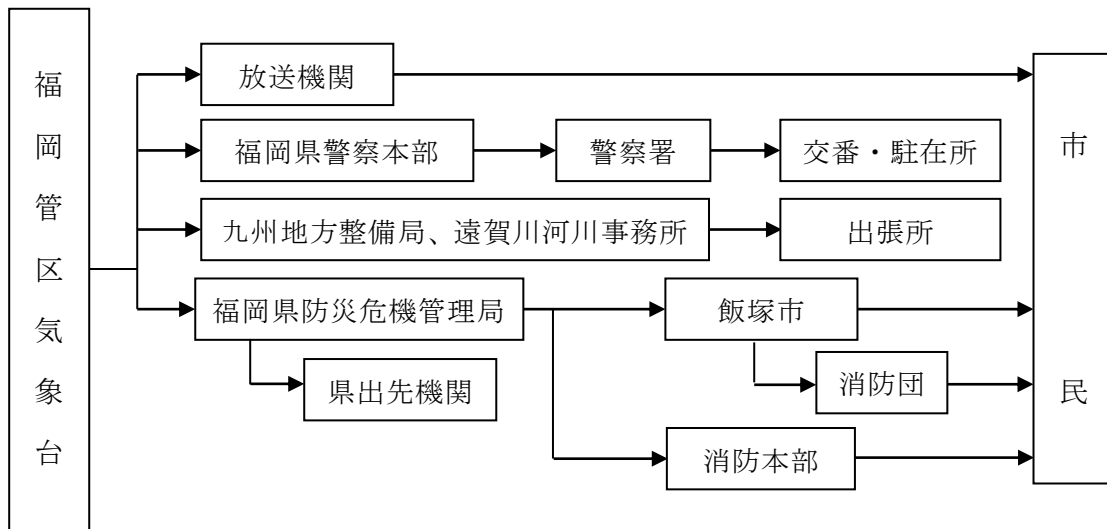 福岡管区気象台
放送機関
福岡県警察本部
警察署
交番・駐在所
九州地方整備局、遠賀川河川事務所
出張所
福岡県防災危機管理局
飯塚市
県出先機関
消防団
消防本部
市民